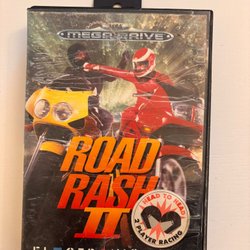 MEGA DRIVE
ROAD
RASH
II
HEAD TO HEAD
2 PLAYER RACING